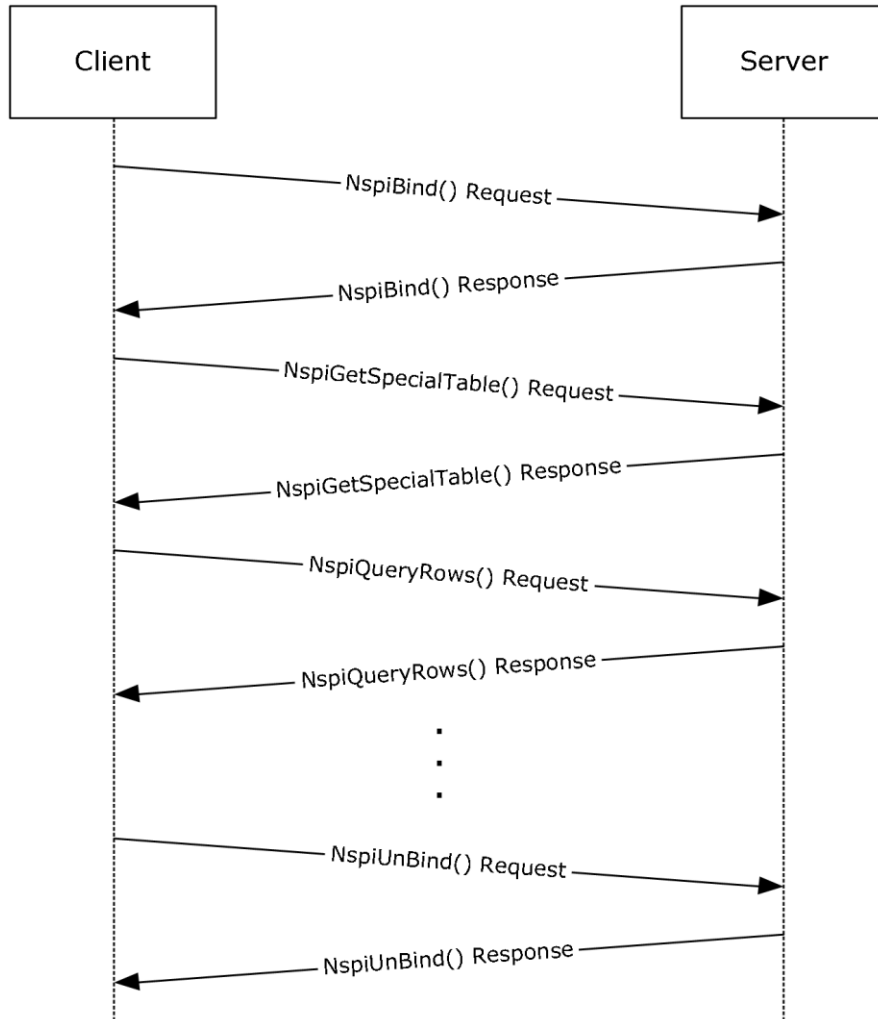 Client
Server
NspiBind() Request
NspiBind() Response
NspiGetSpecialTable() Request
NspiGetSpecialTable() Response
NspiQueryRows() Request
NspiQueryRows() Response
.
.
.
NspiUnBind() Request
NspiUnBind() Response